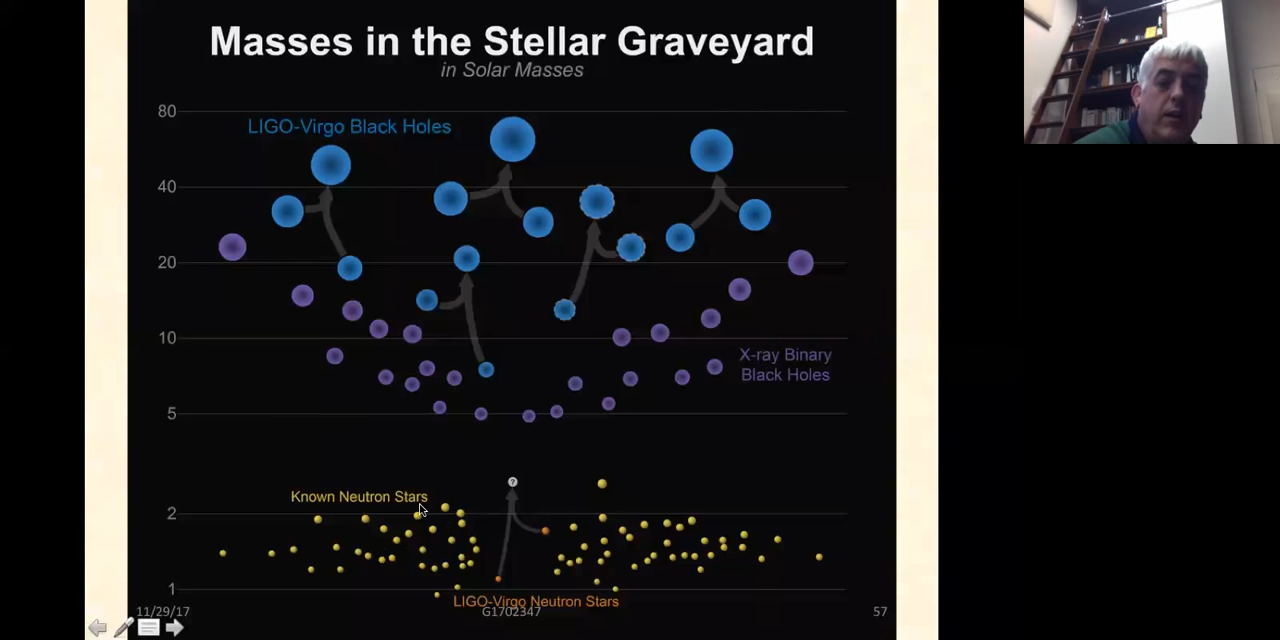 Masses in the Stellar Graveyard
in Solar Masses
80
LIGO-Virgo Black Holes
40
20
10
X-ray Binary
Black Holes
5
?
Known Neutron Stars
2
1
LIGO-Virgo Neutron Stars
11/29/17
G1702347
57